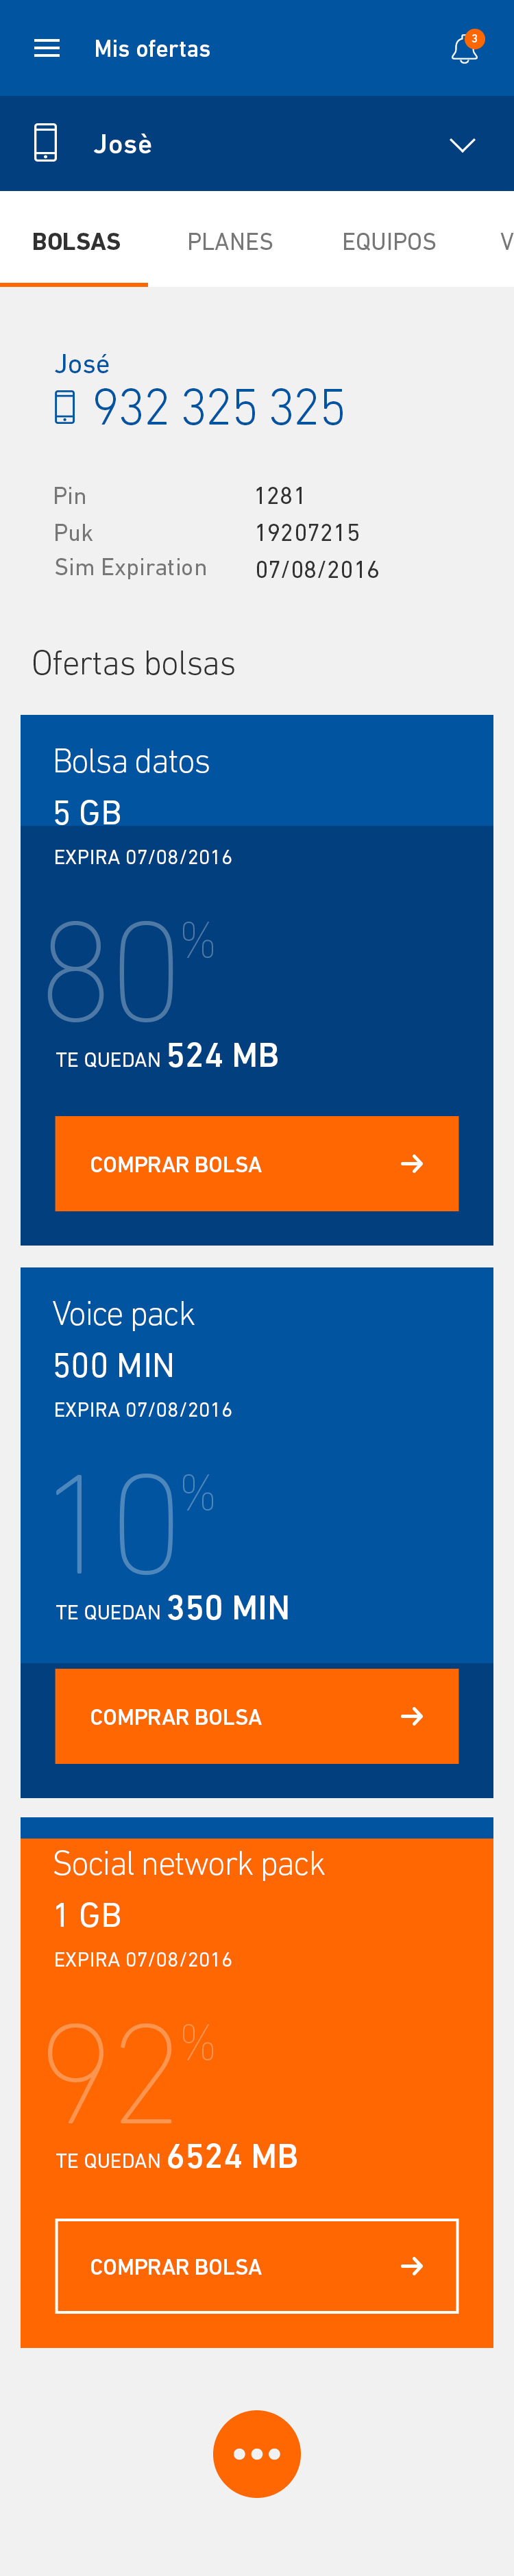 Mis ofertas
3
Josè
BOLSAS PLANES EQUIPOS V
José
932 325 325
Pin 1281
Puk 19207215
Sim Expiration 07/08/2016
Ofertas bolsas
Bolsa datos
5 GB
EXPIRA 07/08/2016
80%
TE QUEDAN 524 MB
COMPRAR BOLSA
Voice pack
500 MIN
EXPIRA 07/08/2016
10%
TE QUEDAN 350 MIN
COMPRAR BOLSA
Social network pack
1 GB
EXPIRA 07/08/2016
92%
TE QUEDAN 6524 MB
COMPRAR BOLSA